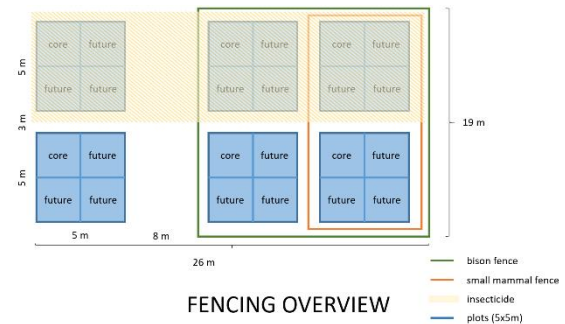 core future core future core future
future future future future future future
5 m
3 m
19 m
core future core future core future
future future future future future future
5 m
5 m 8 m
26 m
bison fence
small mammal fence
insecticide
plots (5x5m)
FENCING OVERVIEW